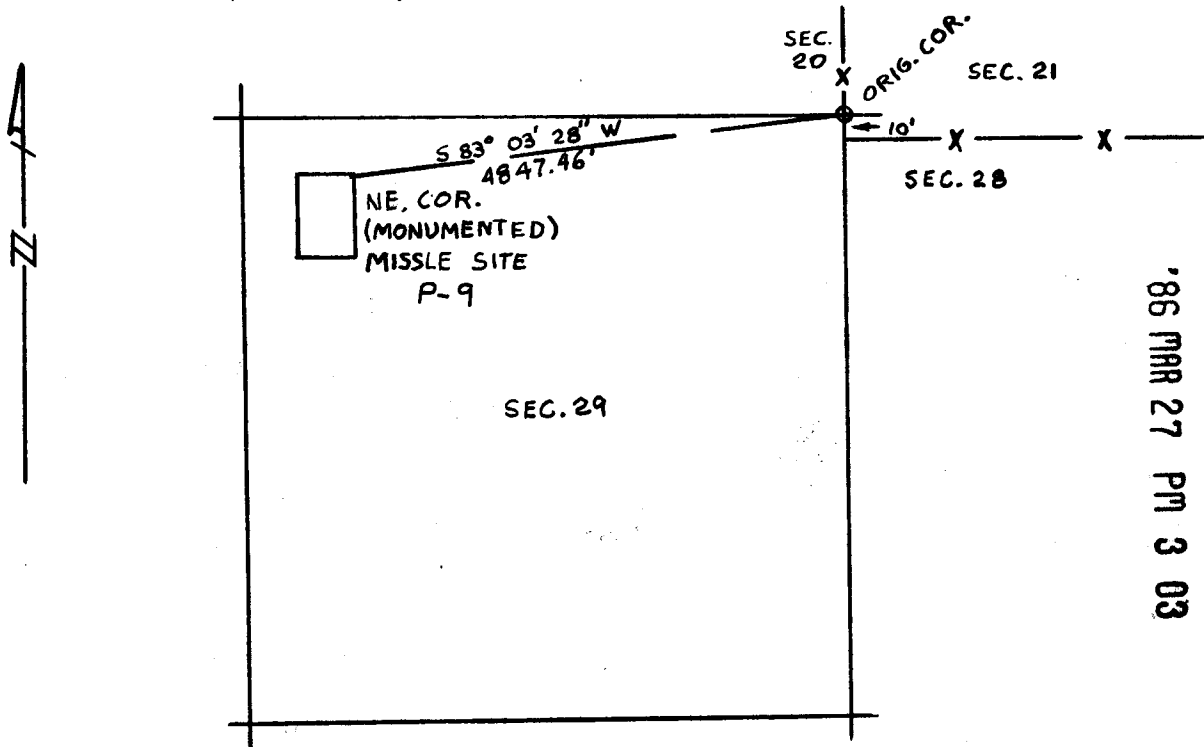 SEC.
20
ORIG. COR.
SEC. 21
10'
S 83° 03' 28" W
4847.46'
SEC. 28
NE, COR.
(MONUMENTED)
MISSLE SITE
P-9
N
SEC. 29
'86 MAR 27 PM 3 03